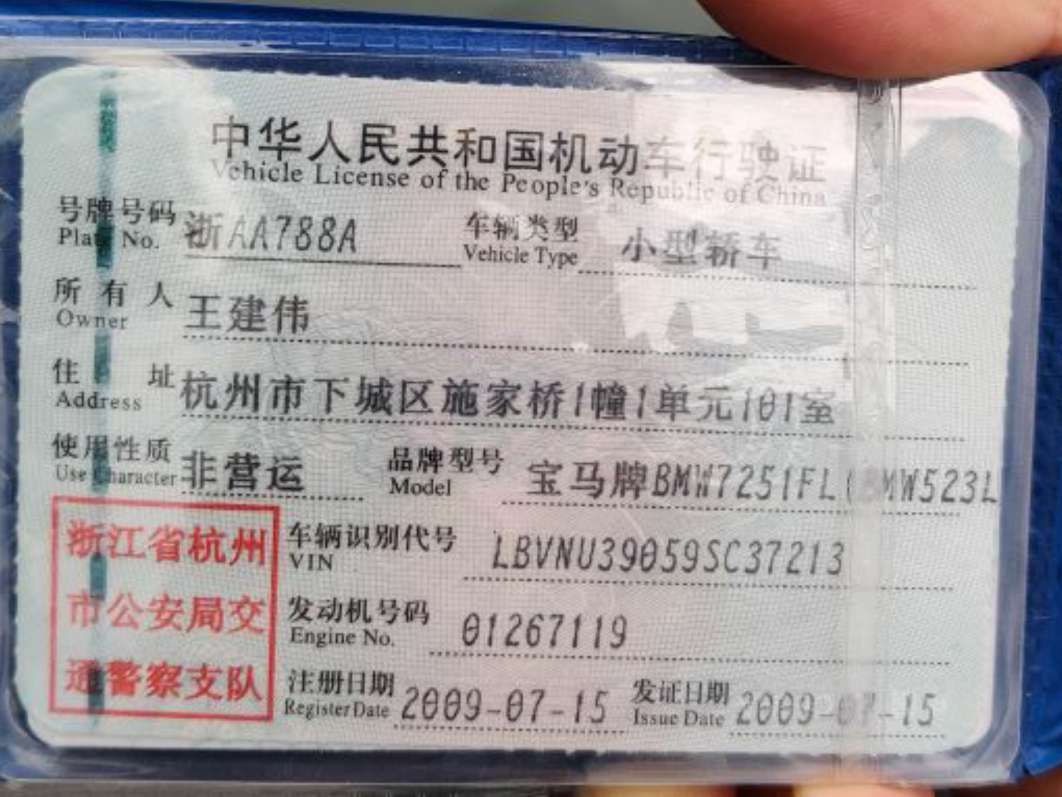 中华人民共和国机动车行驶证
Vehicle License of the People's Republic of China
号牌号码 浙AA788A 车辆类型 小型轿车
Plate No. Vehicle Type
所有人 王建伟
Owner
住址 杭州市下城区施家桥1幢1单元101室
Address
使用性质 非营运 品牌型号 宝马牌BMW7251FL(BMW523L
Use Character Model
浙江省杭州
市公安局交
通警察支队
车辆识别代号 LBVNU39059SC37213
VIN
发动机号码 01267119
Engine No.
注册日期 2009-07-15 发证日期 2009-07-15
Register Date Issue Date